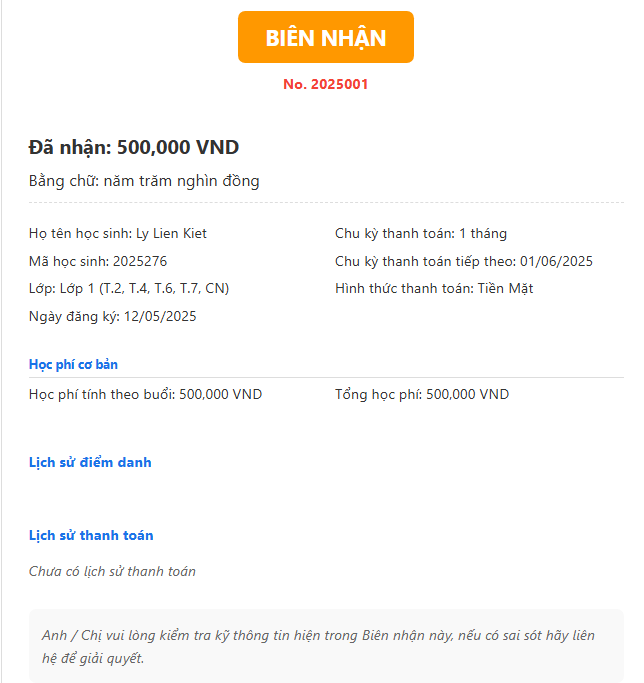 BIÊN NHẬN
No. 2025001
Đã nhận: 500,000 VND
Bằng chữ: năm trăm nghìn đồng
Họ tên học sinh: Ly Lien Kiet
Chu kỳ thanh toán: 1 tháng
Mã học sinh: 2025276
Chu kỳ thanh toán tiếp theo: 01/06/2025
Lớp: Lớp 1 (T.2, T.4, T.6, T.7, CN)
Hình thức thanh toán: Tiền Mặt
Ngày đăng ký: 12/05/2025
Học phí cơ bản
Học phí tính theo buổi: 500,000 VND
Tổng học phí: 500,000 VND
Lịch sử điểm danh
Lịch sử thanh toán
Chưa có lịch sử thanh toán
Anh / Chị vui lòng kiểm tra kỹ thông tin hiện trong Biên nhận này, nếu có sai sót hãy liên
hệ để giải quyết.